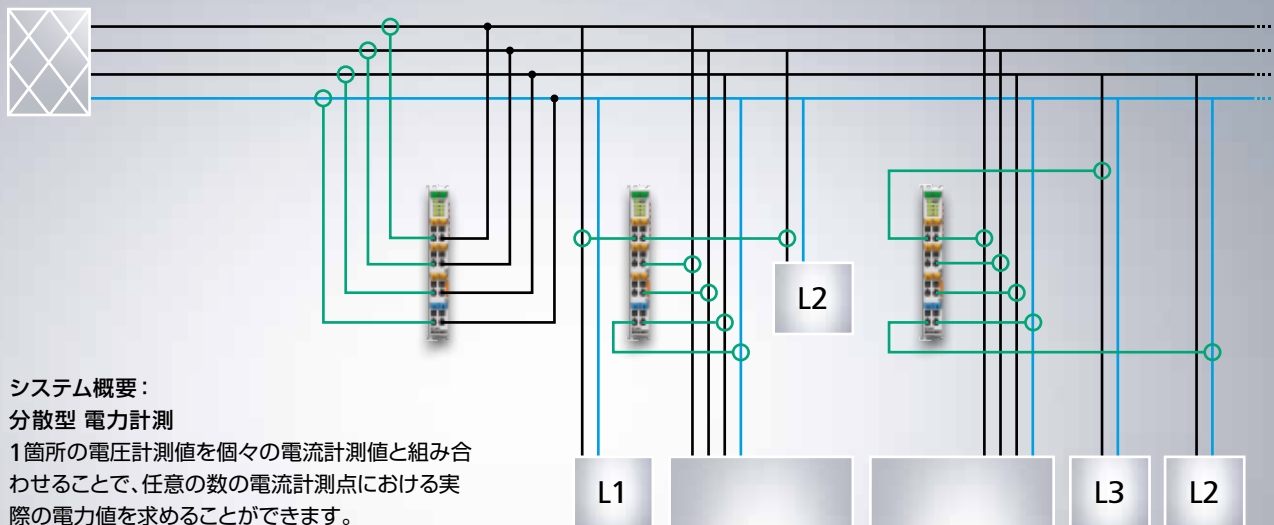 L2
システム概要：
分散型 電力計測
1箇所の電圧計測値を個々の電流計測値と組み合
わせることで、任意の数の電流計測点における実
際の電力値を求めることができます。
L1
L3
L2